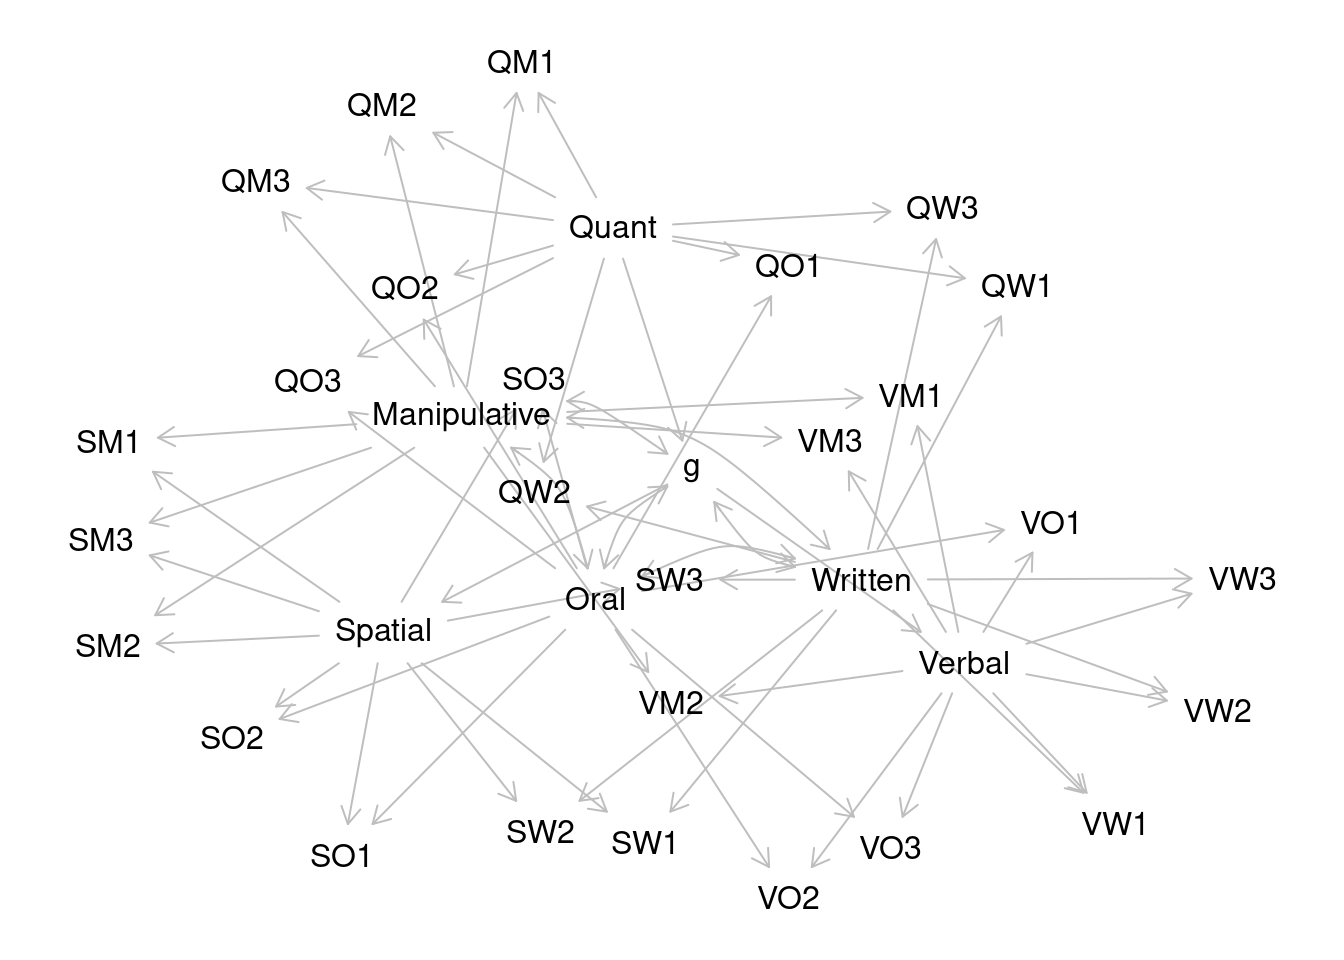 QM1
QM2
QM3
QW3
Quant
QO1
QO2
QW1
QO3
SO3
VM1
Manipulative
SM1
VM3
g
QW2
VO1
SM3
SW3
Written
VW3
Oral
Spatial
SM2
Verbal
VM2
VW2
SO2
VW1
SW2
SW1
VO3
SO1
VO2